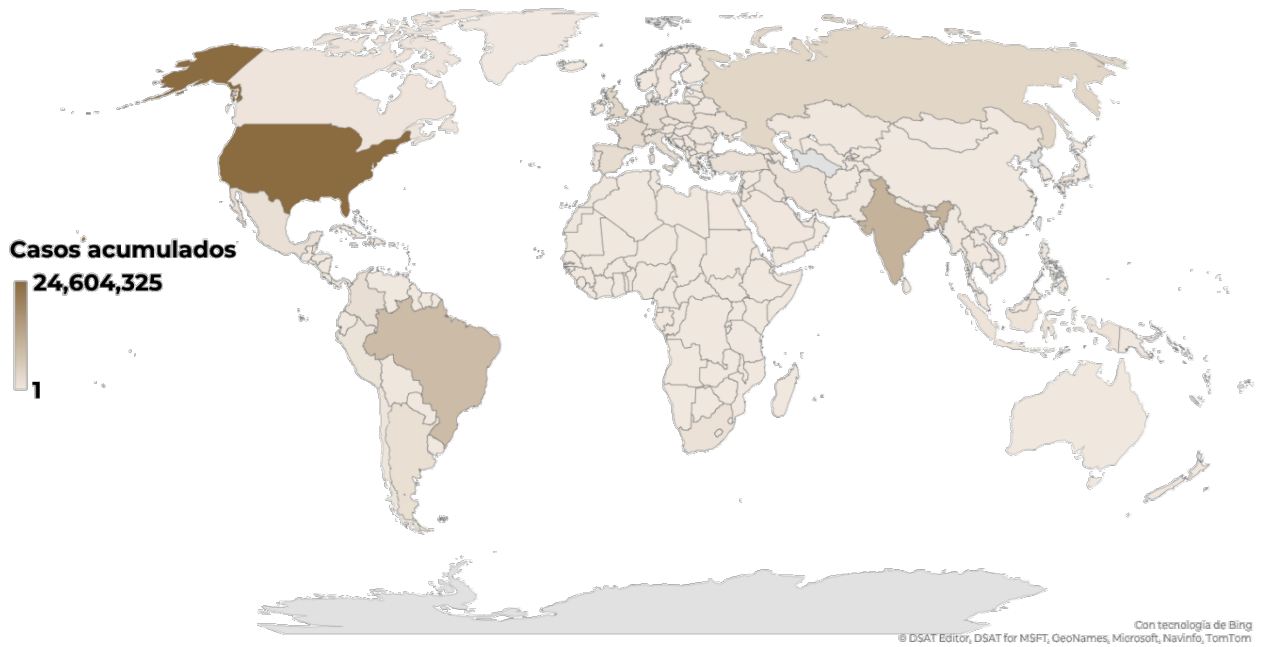 Casos acumulados
24,604,325
1
Con tecnología de Bing
© DSAT Editor, DSAT for MSFT, GeoNames, Microsoft, Navinfo, TomTom